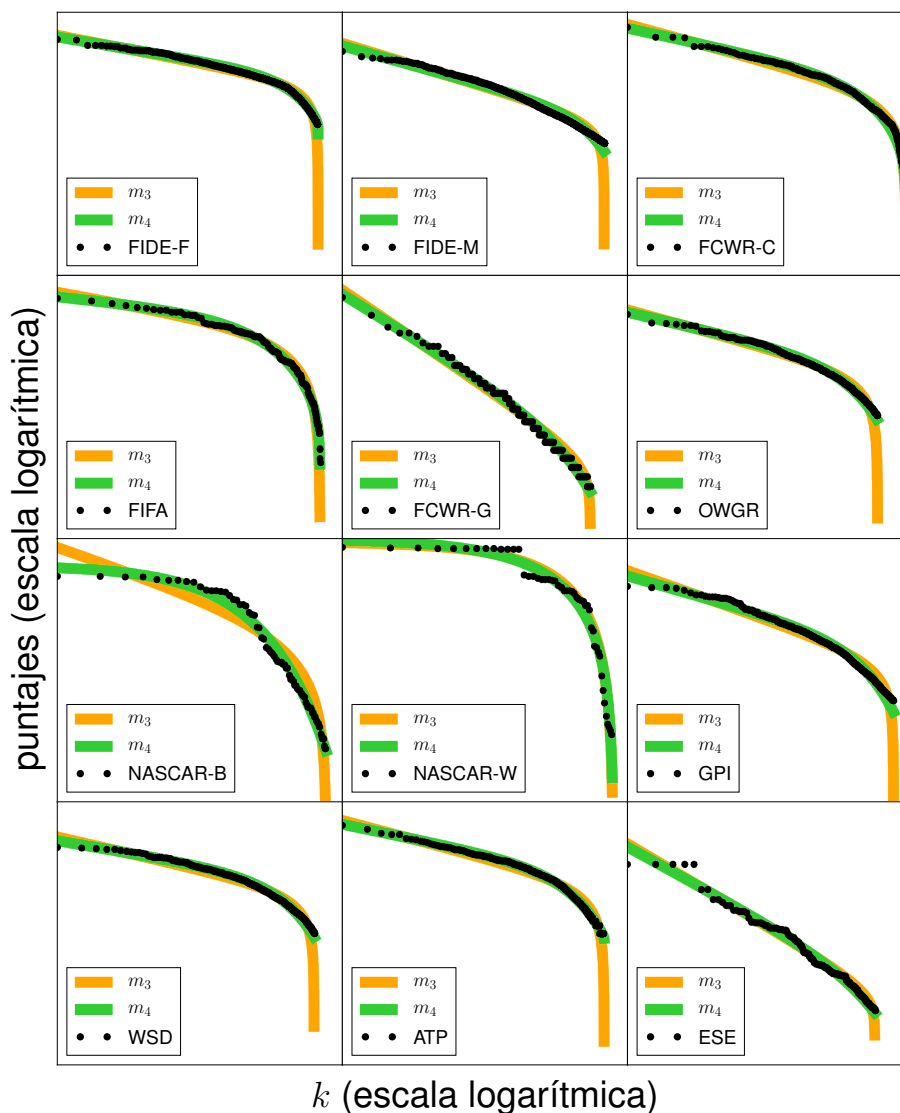 puntajes (escala logarítmica)
m₃
m₄
FIDE-F
m₃
m₄
FIDE-M
m₃
m₄
FCWR-C
m₃
m₄
FIFA
m₃
m₄
FCWR-G
m₃
m₄
OWGR
m₃
m₄
NASCAR-B
m₃
m₄
NASCAR-W
m₃
m₄
GPI
m₃
m₄
WSD
m₃
m₄
ATP
m₃
m₄
ESE
k (escala logarítmica)